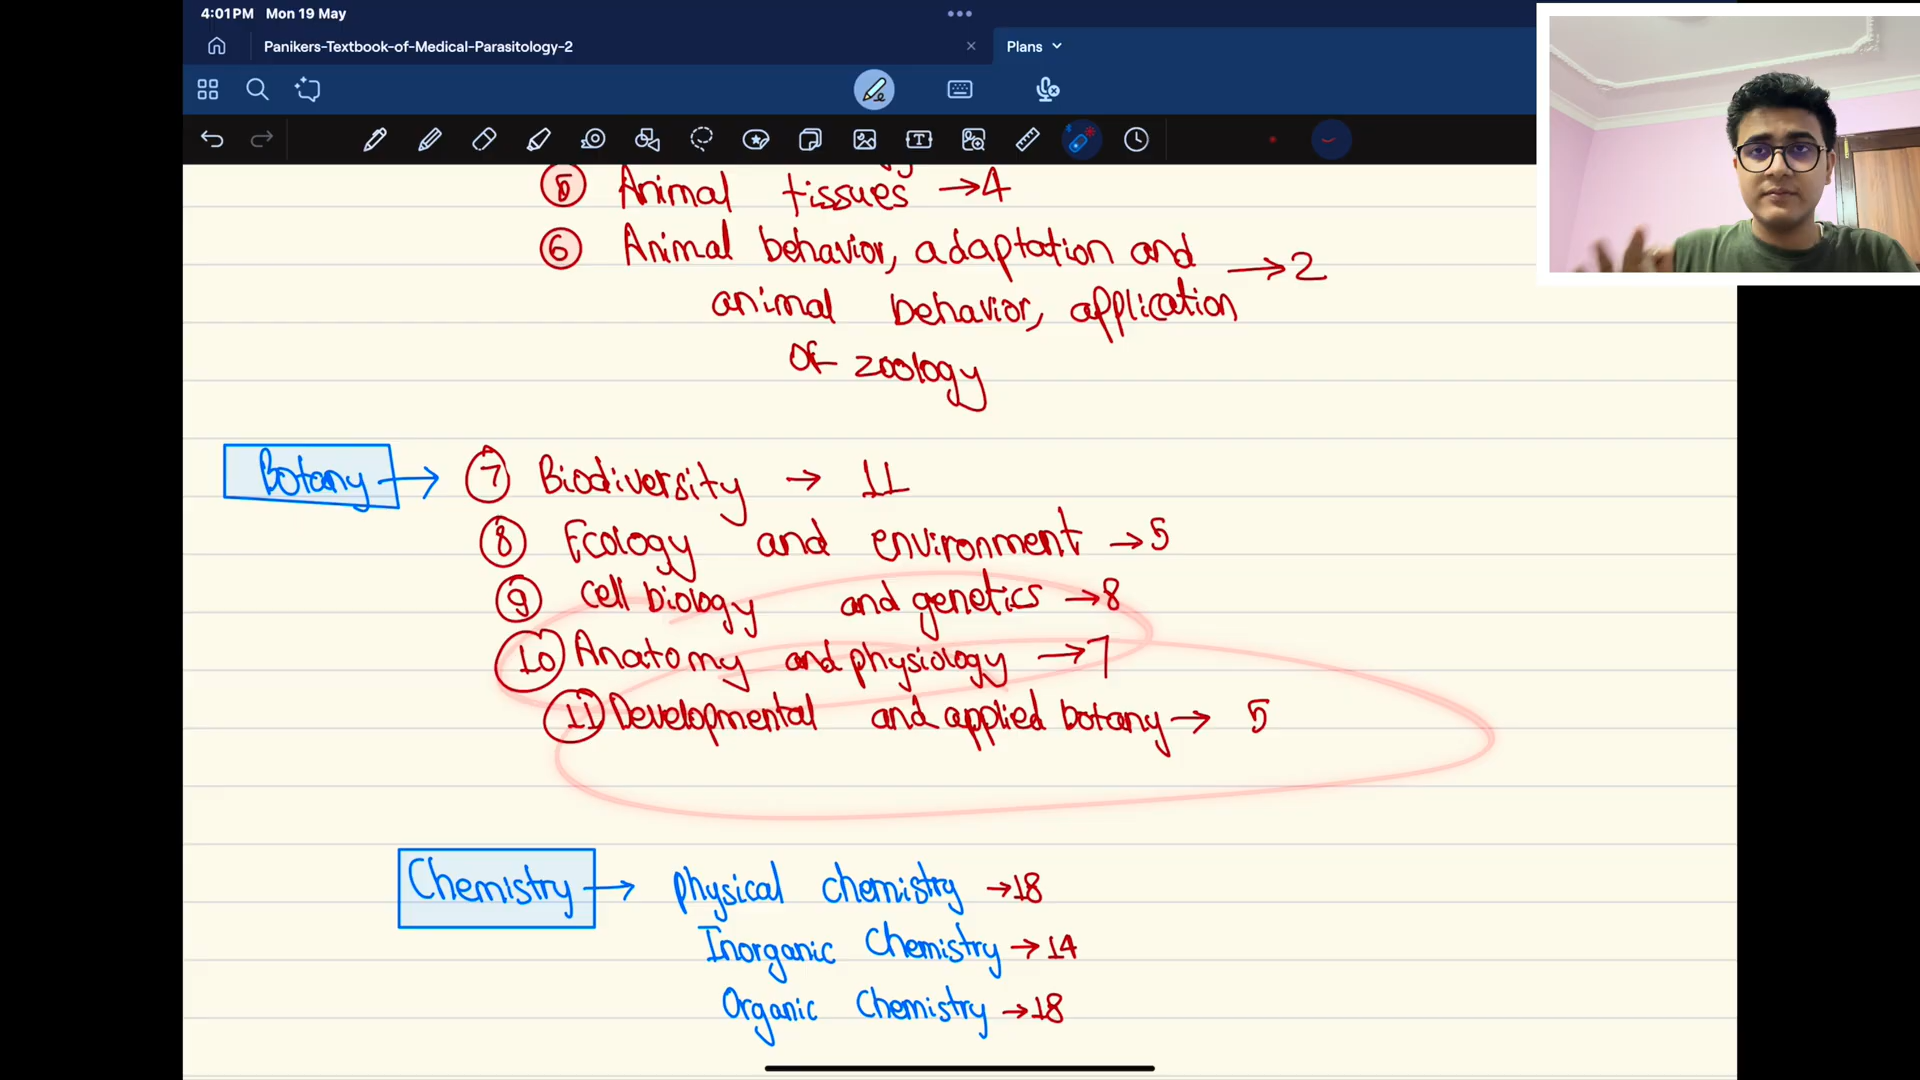 4:01PM Mon 19 May
Panikers-Textbook-of-Medical-Parasitology-2
Plans
5 Animal tissues →4
6 Animal behavior, adaptation and →2
animal behavior, application
of zoology
Botany → 7 Biodiversity → 11
8 Ecology and environment →5
9 Cell biology and genetics →8
10 Anatomy and physiology →7
11 Developmental and applied botany → 5
Chemistry → physical chemistry →18
Inorganic Chemistry →14
Organic Chemistry →18